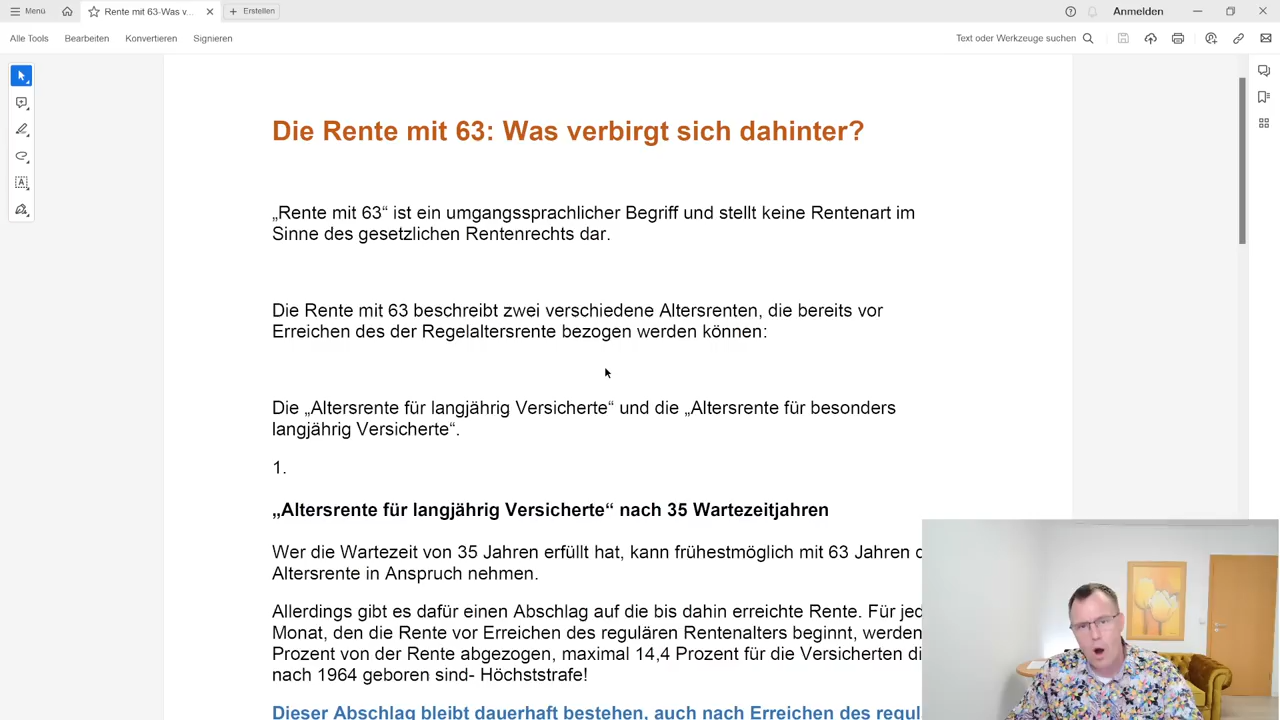 Menü
Rente mit 63-Was v...
Erstellen
Anmelden
Alle Tools
Bearbeiten
Konvertieren
Signieren
Text oder Werkzeuge suchen
Die Rente mit 63: Was verbirgt sich dahinter?
„Rente mit 63“ ist ein umgangssprachlicher Begriff und stellt keine Rentenart im
Sinne des gesetzlichen Rentenrechts dar.
Die Rente mit 63 beschreibt zwei verschiedene Altersrenten, die bereits vor
Erreichen des der Regelaltersrente bezogen werden können:
Die „Altersrente für langjährig Versicherte“ und die „Altersrente für besonders
langjährig Versicherte“.
1.
„Altersrente für langjährig Versicherte“ nach 35 Wartezeitjahren
Wer die Wartezeit von 35 Jahren erfüllt hat, kann frühestmöglich mit 63 Jahren
Altersrente in Anspruch nehmen.
Allerdings gibt es dafür einen Abschlag auf die bis dahin erreichte Rente. Für
Monat, den die Rente vor Erreichen des regulären Rentenalters beginnt, werden
Prozent von der Rente abgezogen, maximal 14,4 Prozent für die Versicherten
nach 1964 geboren sind- Höchststrafe!
Dieser Abschlag bleibt dauerhaft bestehen, auch nach Erreichen des